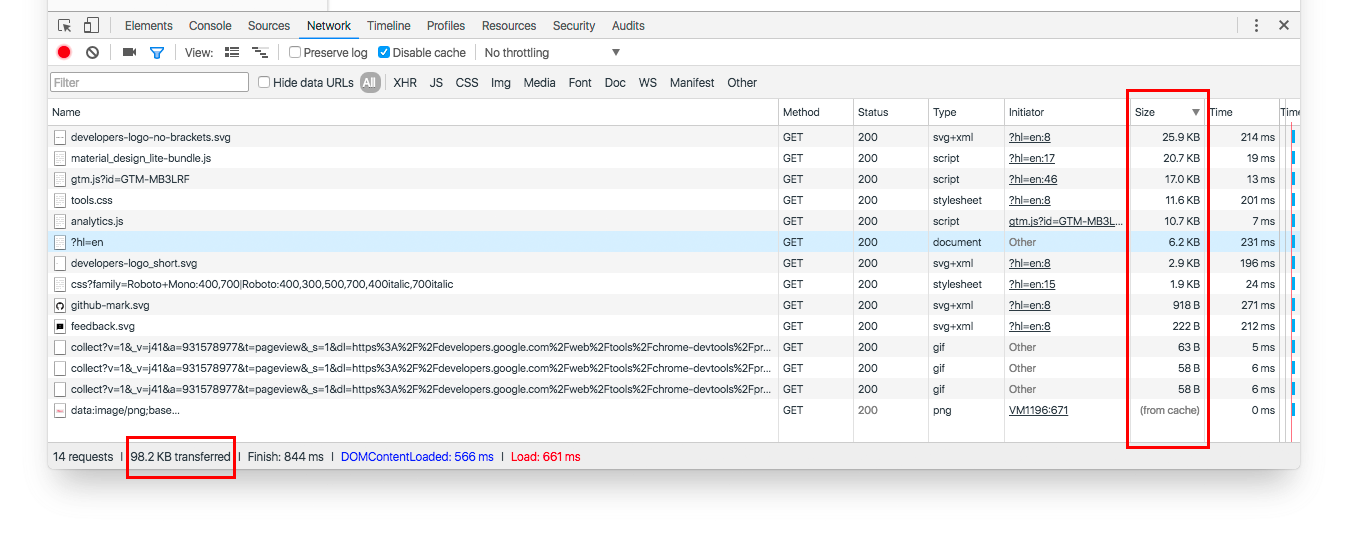 Elements Console Sources Network Timeline Profiles Resources Security Audits
View: Preserve log Disable cache No throttling
Filter Hide data URLs All XHR JS CSS Img Media Font Doc WS Manifest Other
Name Method Status Type Initiator Size Time Time
developers-logo-no-brackets.svg GET 200 svg+xml ?hl=en:8 25.9 KB 214 ms
material_design_lite-bundle.js GET 200 script ?hl=en:17 20.7 KB 19 ms
gtm.js?id=GTM-MB3LRF GET 200 script ?hl=en:46 17.0 KB 13 ms
tools.css GET 200 stylesheet ?hl=en:8 11.6 KB 201 ms
analytics.js GET 200 script gtm.js?id=GTM-MB3L... 10.7 KB 7 ms
?hl=en GET 200 document Other 6.2 KB 231 ms
developers-logo_short.svg GET 200 svg+xml ?hl=en:8 2.9 KB 196 ms
css?family=Roboto+Mono:400,700|Roboto:400,300,500,700,400italic,700italic GET 200 stylesheet ?hl=en:15 1.9 KB 24 ms
github-mark.svg GET 200 svg+xml ?hl=en:8 918 B 271 ms
feedback.svg GET 200 svg+xml ?hl=en:8 222 B 212 ms
collect?v=1&_v=j41&a=931578977&t=pageview&_s=1&dl=https%3A%2F%2Fdevelopers.google.com%2Fweb%2Ftools%2Fchrome-devtools%2Fpr... GET 200 gif Other 63 B 5 ms
collect?v=1&_v=j41&a=931578977&t=pageview&_s=1&dl=https%3A%2F%2Fdevelopers.google.com%2Fweb%2Ftools%2Fchrome-devtools%2Fpr... GET 200 gif Other 58 B 6 ms
collect?v=1&_v=j41&a=931578977&t=pageview&_s=1&dl=https%3A%2F%2Fdevelopers.google.com%2Fweb%2Ftools%2Fchrome-devtools%2Fpr... GET 200 gif Other 58 B 6 ms
data:image/png;base... GET 200 png VM1196:671 (from cache) 0 ms
14 requests | 98.2 KB transferred | Finish: 844 ms | DOMContentLoaded: 566 ms | Load: 661 ms